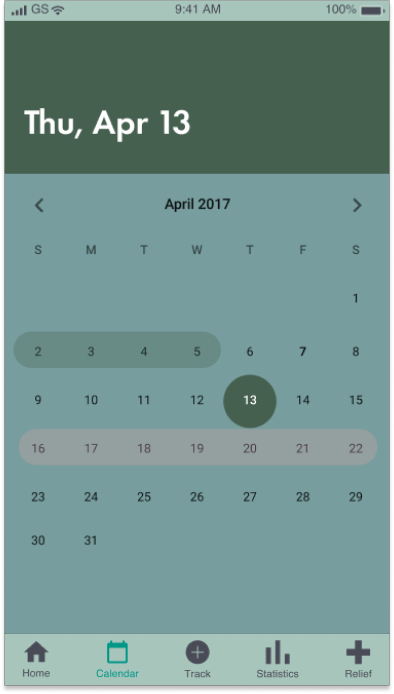 GS 9:41 AM 100%
Thu, Apr 13
April 2017
S M T W T F S
1
2 3 4 5 6 7 8
9 10 11 12 13 14 15
16 17 18 19 20 21 22
23 24 25 26 27 28 29
30 31
Home Calendar Track Statistics Relief